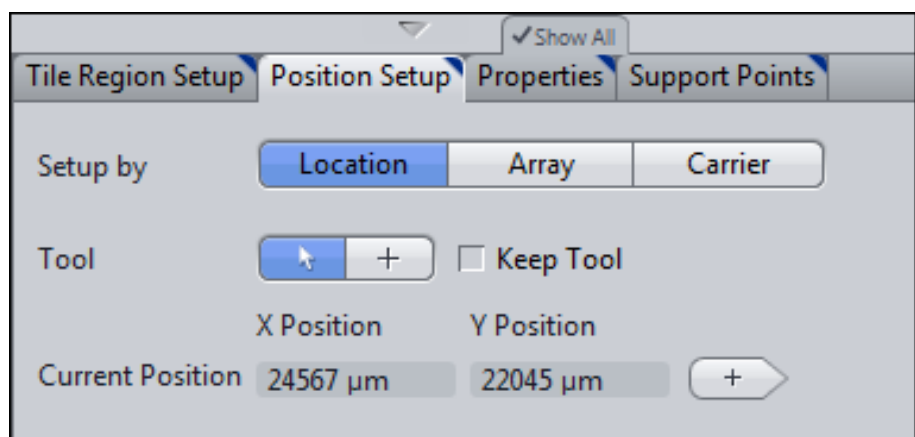 Show All
Tile Region Setup Position Setup Properties Support Points
Setup by Location Array Carrier
Tool + Keep Tool
X Position Y Position
Current Position 24567 µm 22045 µm +